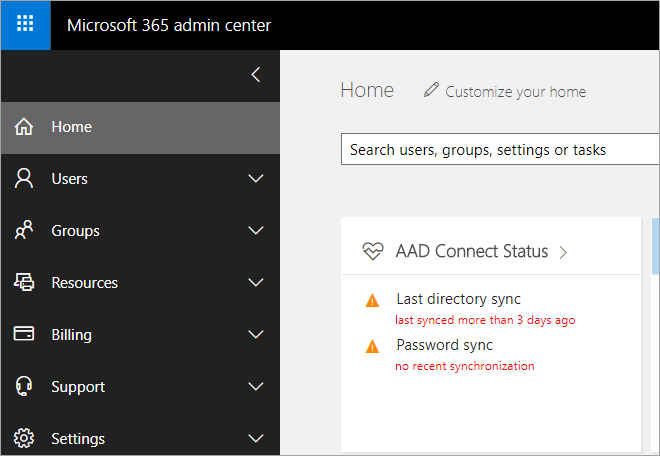 Microsoft 365 admin center
Home
Users
Groups
Resources
Billing
Support
Settings
Home
Customize your home
Search users, groups, settings or tasks
AAD Connect Status
Last directory sync
last synced more than 3 days ago
Password sync
no recent synchronization